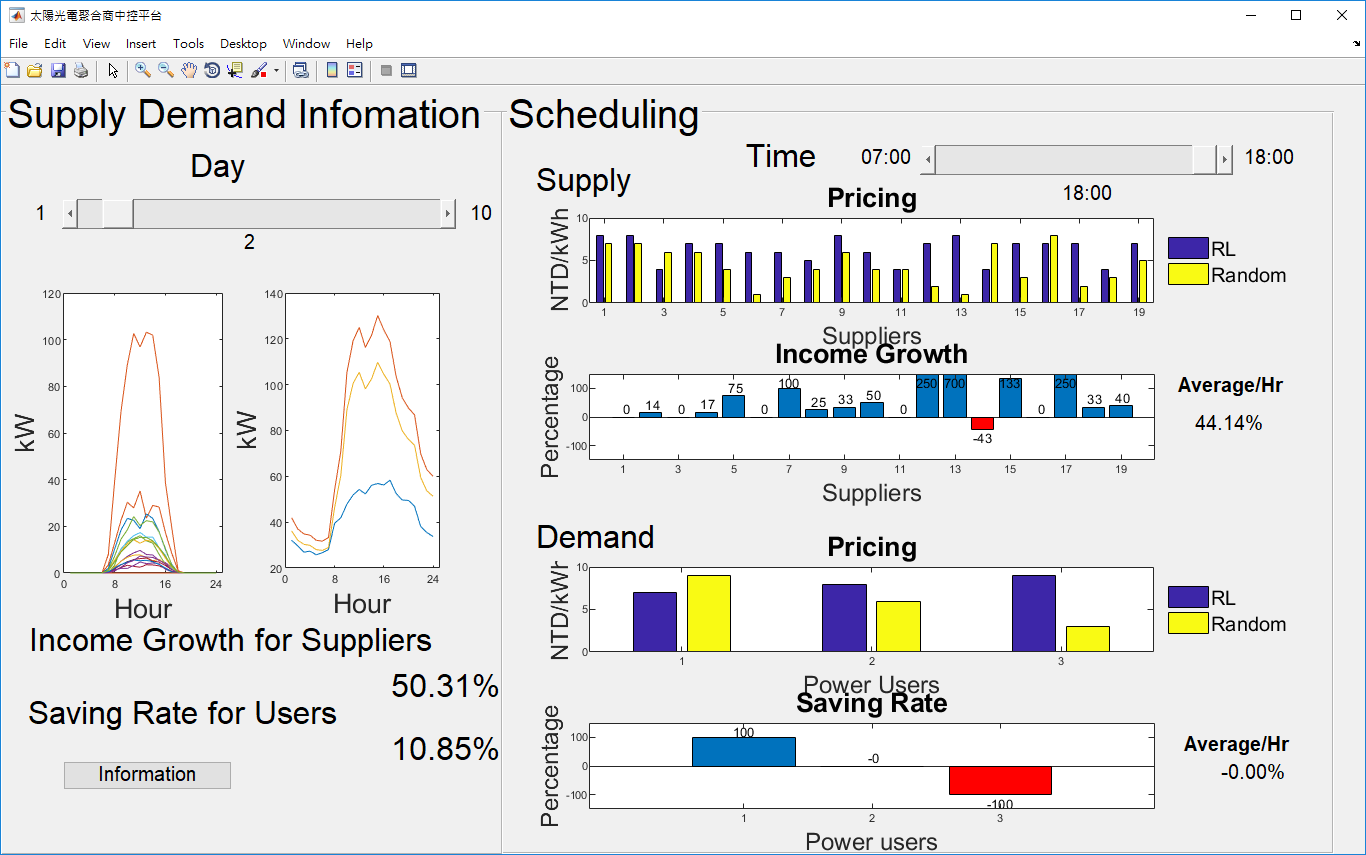 太陽光電聚合商中控平台
File Edit View Insert Tools Desktop Window Help
Supply Demand Infomation
Day
1
10
2
120
100
80
60
40
20
0
0 8 16 24
kW
Hour
140
120
100
80
60
40
20
0 8 16 24
kW
Hour
Income Growth for Suppliers
50.31%
Saving Rate for Users
10.85%
Information
Scheduling
Time
07:00
18:00
18:00
Supply
Pricing
NTD/kWh
10
5
0
1 3 5 7 9 11 13 15 17 19
Suppliers
RL
Random
Income Growth
Percentage
100
0
-100
0 14 0 17 75 0 100 25 33 50 0 250 700 -43 133 0 250 33 40
1 3 5 7 9 11 13 15 17 19
Suppliers
Average/Hr
44.14%
Demand
Pricing
NTD/kWh
10
5
0
1 2 3
Power Users
RL
Random
Saving Rate
Percentage
100
0
-100
100 -0 -100
1 2 3
Power users
Average/Hr
-0.00%